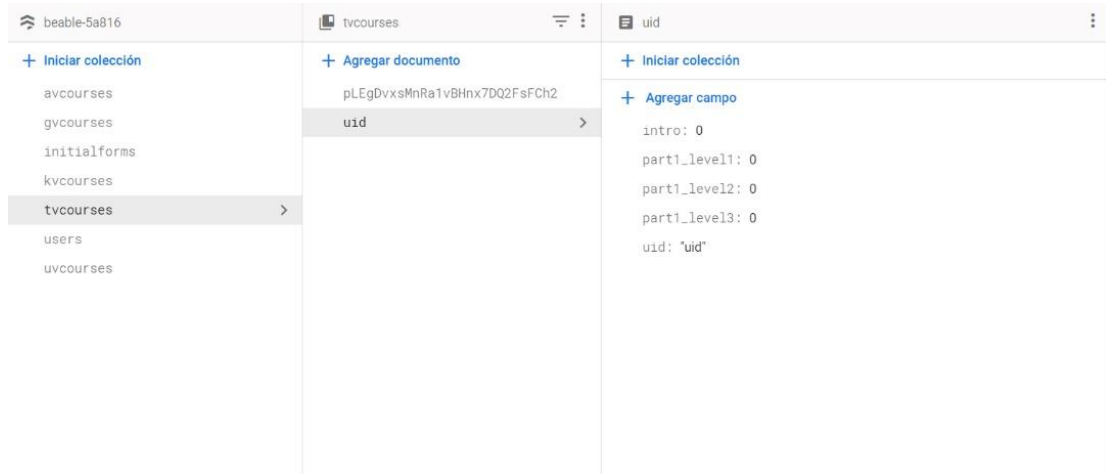 beable-5a816
Iniciar colección
avcourses
gvcourses
initialforms
kvcourses
tvcourses
users
uvcourses
tvcourses
Agregar documento
pLEgDvxsMnRa1vBHnx7DQ2FsFCh2
uid
uid
Iniciar colección
Agregar campo
intro: 0
part1_level1: 0
part1_level2: 0
part1_level3: 0
uid: "uid"